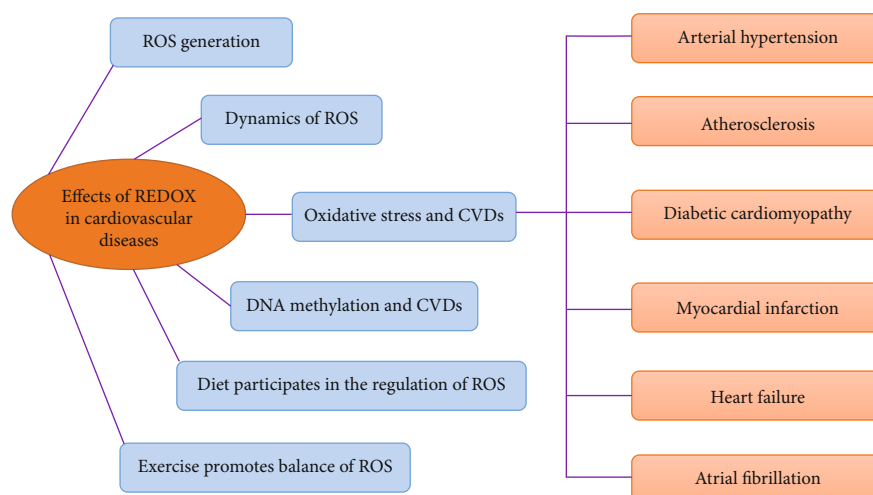 ROS generation
Dynamics of ROS
Effects of REDOX
in cardiovascular
diseases
Oxidative stress and CVDs
DNA methylation and CVDs
Diet participates in the regulation of ROS
Exercise promotes balance of ROS
Arterial hypertension
Atherosclerosis
Diabetic cardiomyopathy
Myocardial infarction
Heart failure
Atrial fibrillation